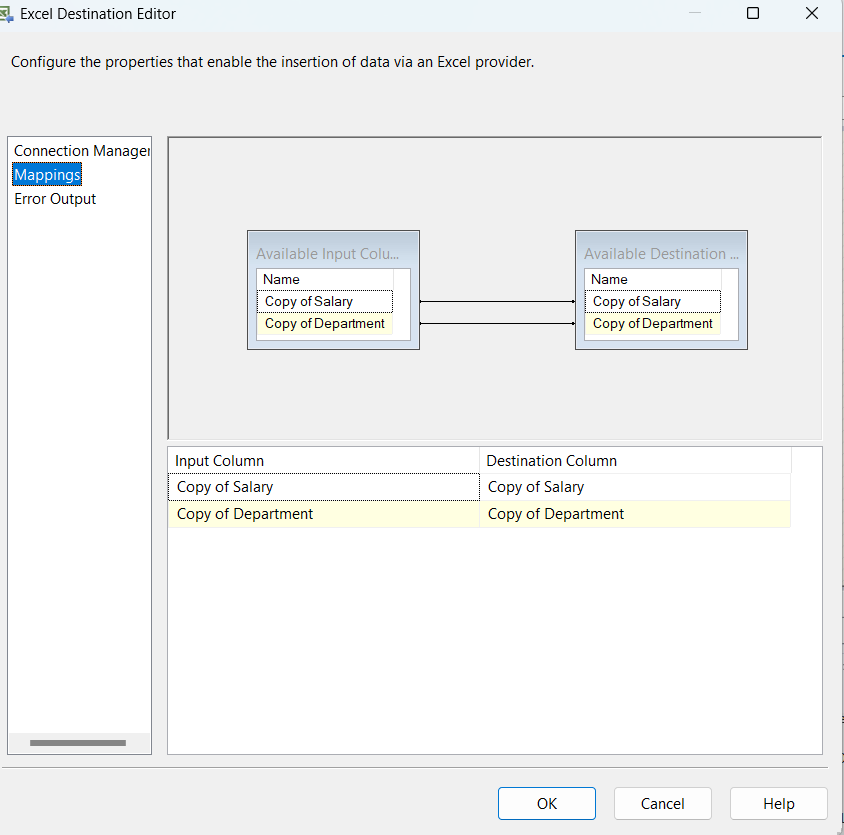 Excel Destination Editor
Configure the properties that enable the insertion of data via an Excel provider.
Connection Manager
Mappings
Error Output
Available Input Colu...
Name
Copy of Salary
Copy of Department
Available Destination ...
Name
Copy of Salary
Copy of Department
Input Column Destination Column
Copy of Salary Copy of Salary
Copy of Department Copy of Department
OK Cancel Help